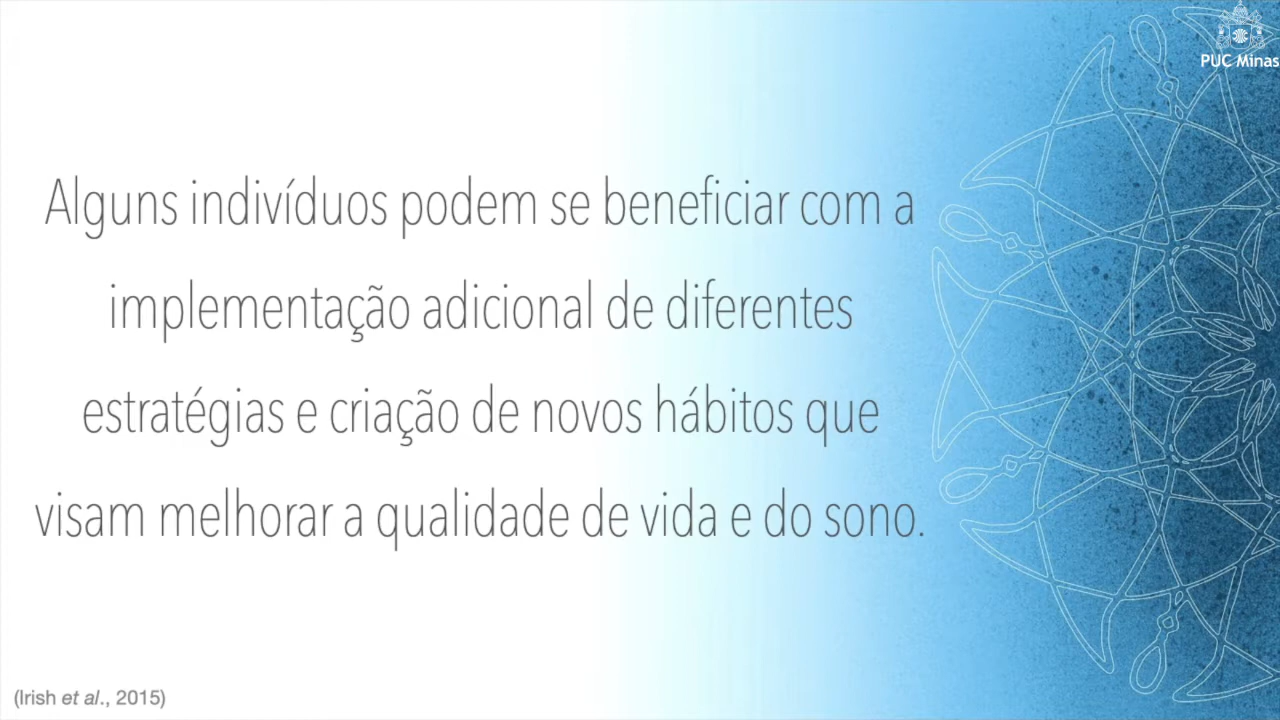 PUC Minas
Alguns indivíduos podem se beneficiar com a
implementação adicional de diferentes
estratégias e criação de novos hábitos que
visam melhorar a qualidade de vida e do sono.
(Irish et al., 2015)